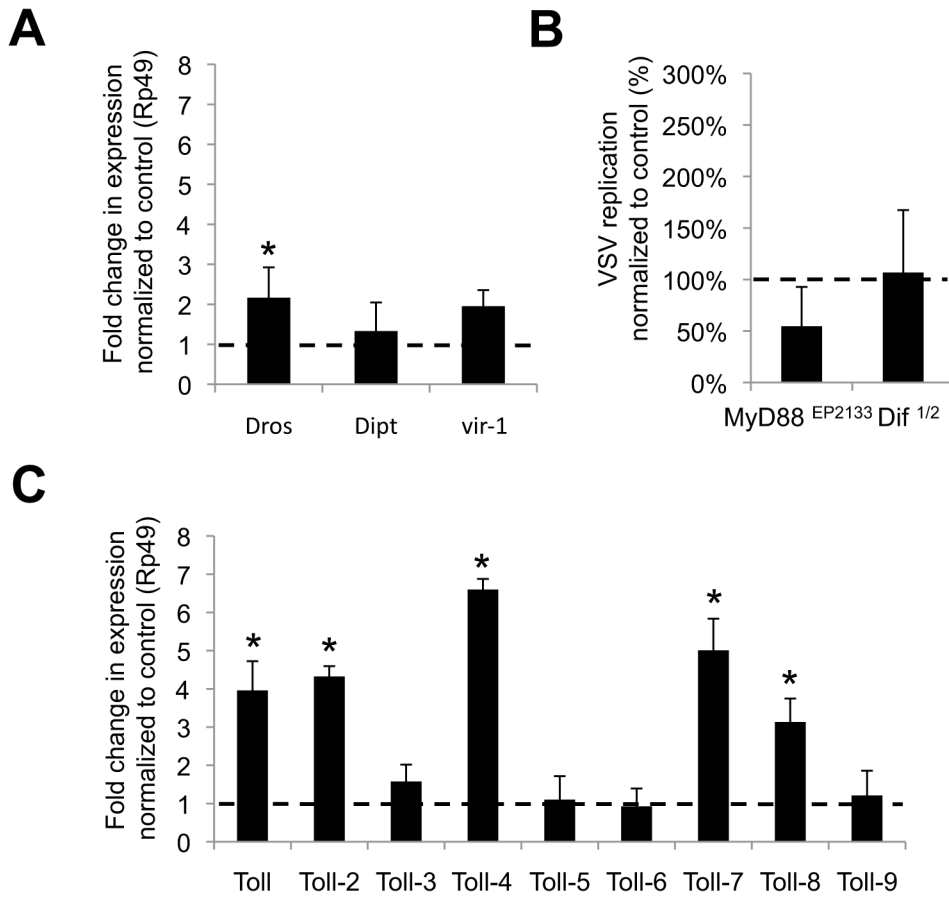 A
Fold change in expression
normalized to control (Rp49)
8
7
6
5
4
3
2
1
0
*
Dros
Dipt
vir-1
B
VSV replication
normalized to control (%)
300%
250%
200%
150%
100%
50%
0%
MyD88 EP2133
Dif 1/2
C
Fold change in expression
normalized to control (Rp49)
8
7
6
5
4
3
2
1
0
*
*
*
*
*
Toll
Toll-2
Toll-3
Toll-4
Toll-5
Toll-6
Toll-7
Toll-8
Toll-9